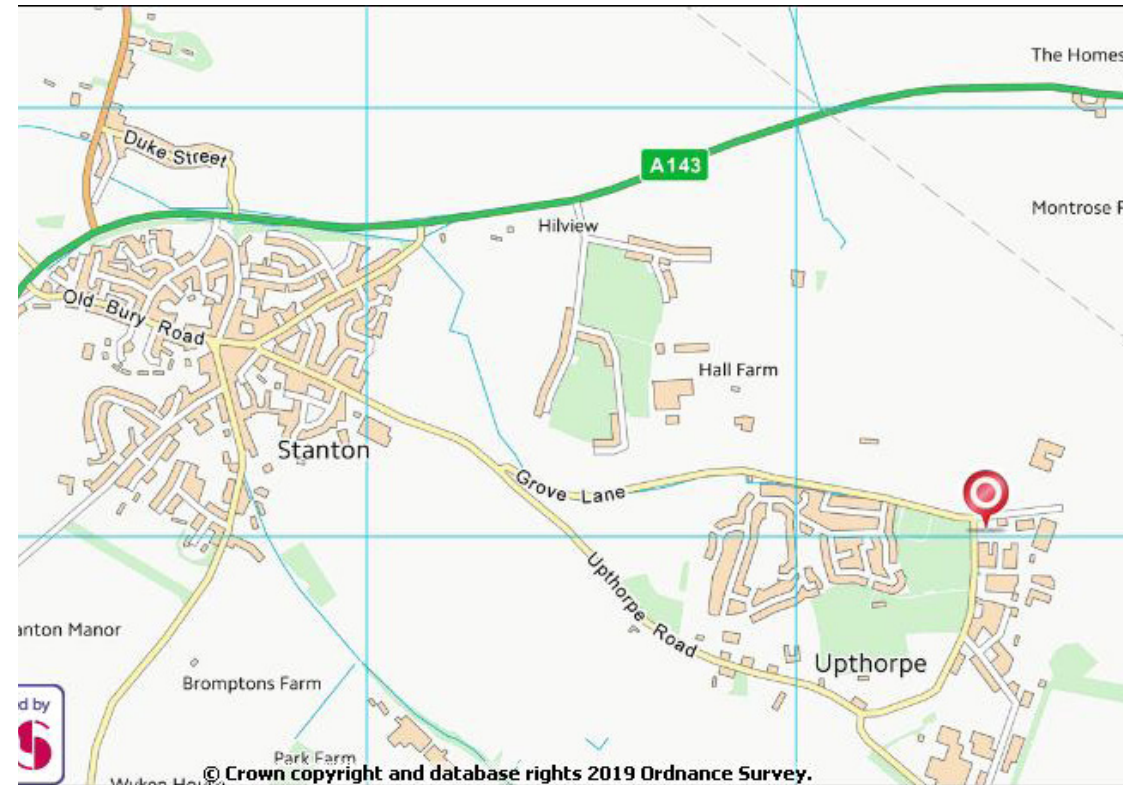 The Homes
Duke Street
A143
Montrose F
Hilview
Old Bury Road
Hall Farm
Stanton
Grove Lane
Upthorpe Road
anton Manor
Upthorpe
Bromptons Farm
d by
S
Park Farm
© Crown copyright and database rights 2019 Ordnance Survey.